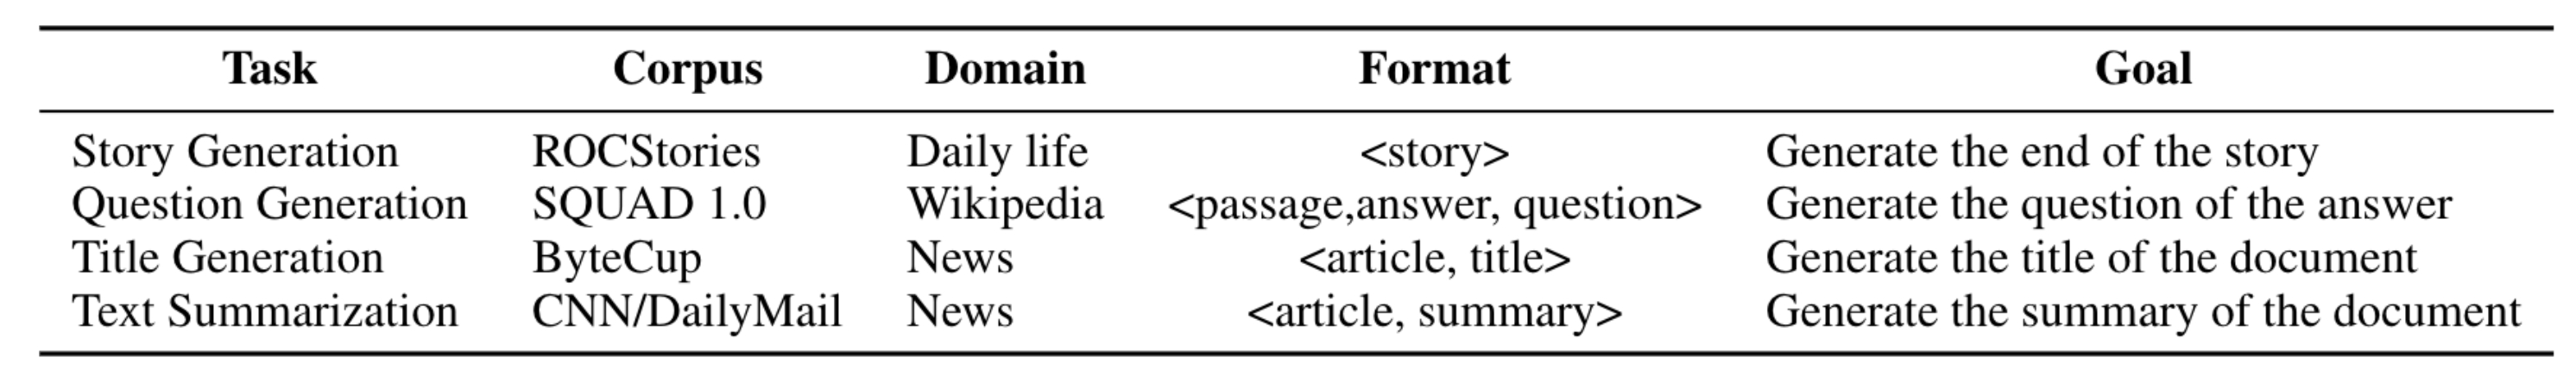 Task Corpus Domain Format Goal
Story Generation ROCStories Daily life <story> Generate the end of the story
Question Generation SQUAD 1.0 Wikipedia <passage,answer, question> Generate the question of the answer
Title Generation ByteCup News <article, title> Generate the title of the document
Text Summarization CNN/DailyMail News <article, summary> Generate the summary of the document